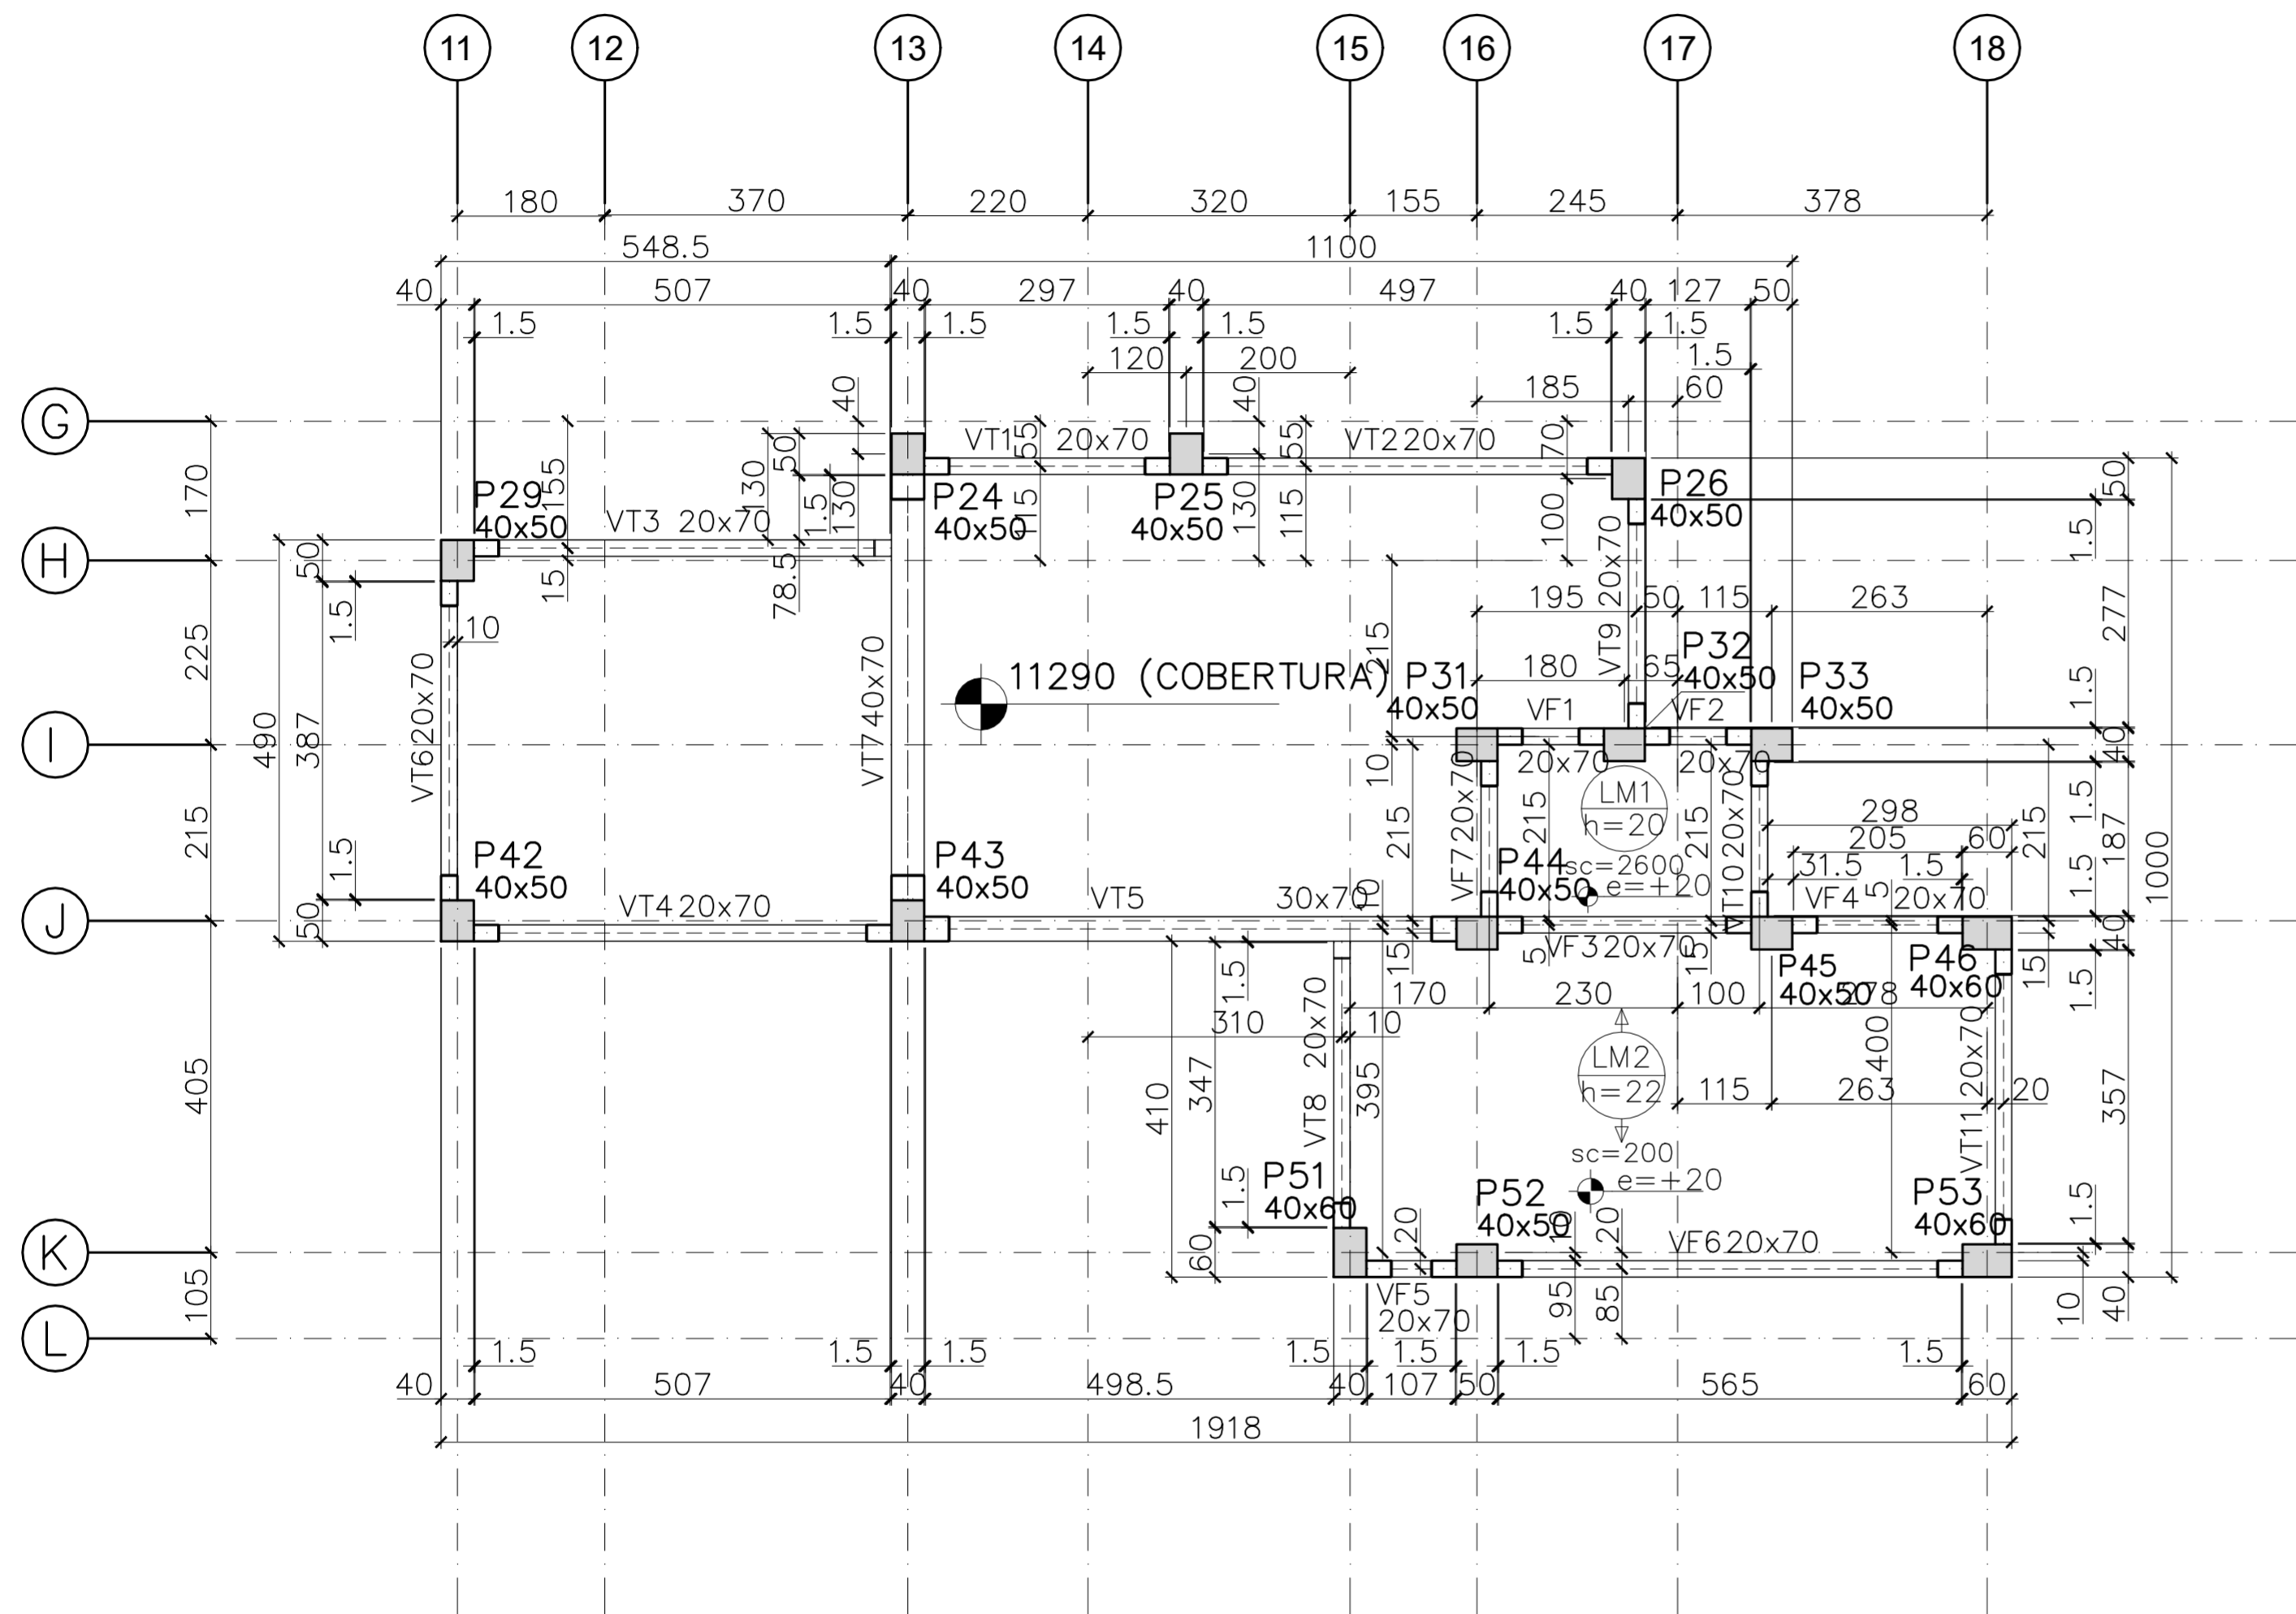 11 12 13 14 15 16 17 18
180 370 220 320 155 245 378
548.5 1100
40 507 40 297 40 497 40 127 50
1.5 1.5 1.5 1.5 1.5 1.5 1.5
1.5
120 200
185 60
40 40
G
VT1 20x70
VT2 20x70
55 55 70
50 130
170
155
P29
40x50
P24
40x50
P25
40x50
P26
40x50
50
1.5
VT3 20x70
1.5 130 115 130 115 100
H
50
15
78.5
1.5
1.5
10
195 50 115 263
VT9 20x70
277
225
215
P32
40x50
180 65
11290 (COBERTURA)
P31
40x50
P33
40x50
VT6 20x70
VT7 40x70
VF1
20x70
VF2
20x70
1.5
I
490
387
10
40
LM1
h=20
sc=2600
e=+20
VF7 20x70
VT10 20x70
215
215 215 215
298
205 60
31.5 1.5
215
1.5
187
1000
1.5
P42
40x50
P43
40x50
P44
40x50
1.5
VT4 20x70
VT5 30x70
VF4 20x70
5
J
50
10
40
VF3 20x70
15 5 15 15
1.5
1.5
P45
40x50
P46
40x60
170 230 100 278
310 10
VT8 20x70
VT11 20x70
LM2
h=22
sc=200
e=+20
405
410 347 395 400
115 263 20
357
1.5
P51
40x60
P52
40x50
P53
40x60
1.5
K
60
20 10 20
VF6 20x70
VF5
20x70
95 85
10
40
105
L
1.5 1.5 1.5 1.5 1.5 1.5 1.5
40 507 40 498.5 40 107 50 565 60
1918